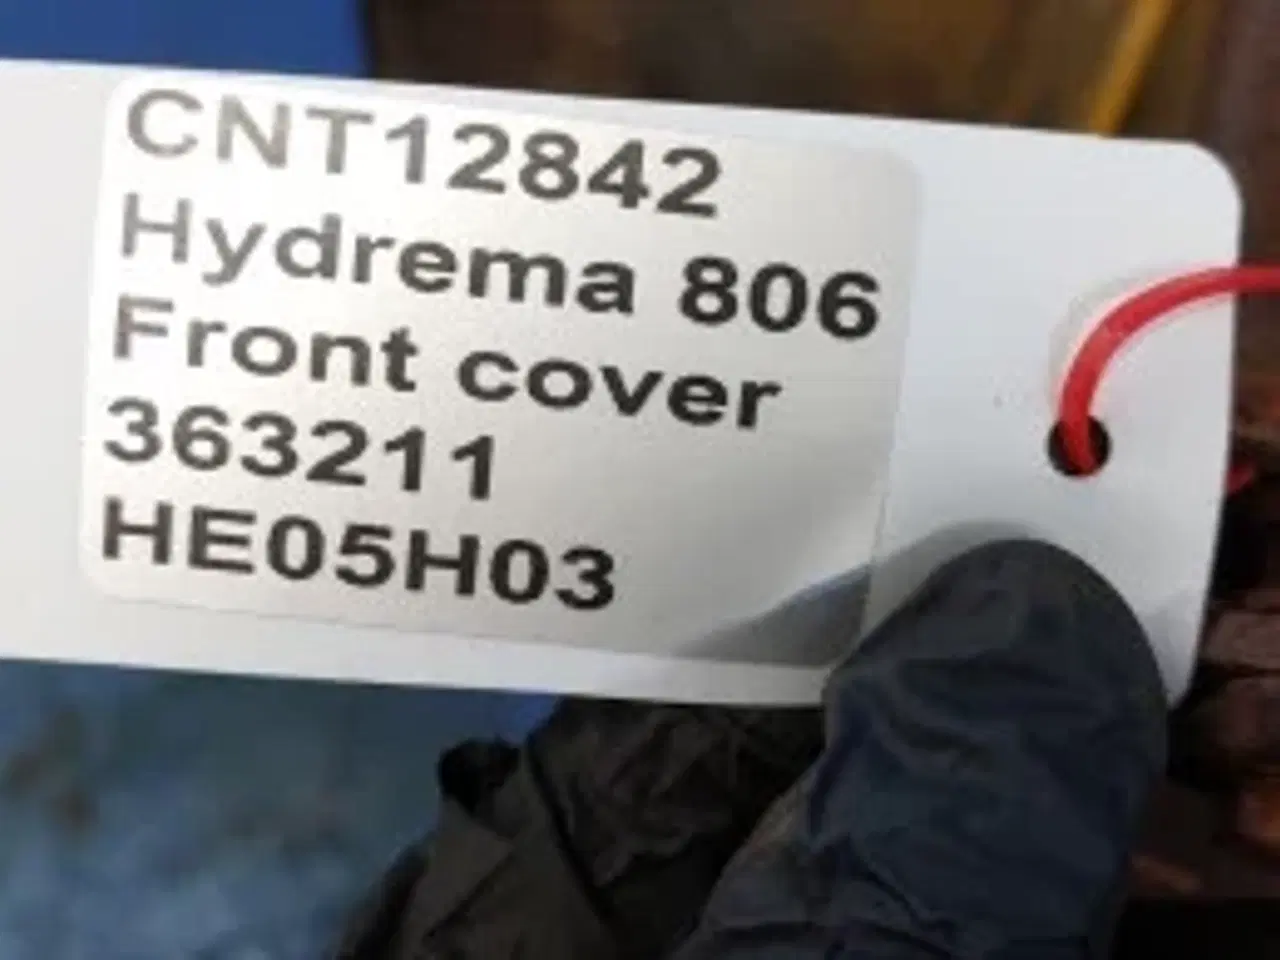 CNT12842
Hydrema 806
Front cover
363211
HE05H03